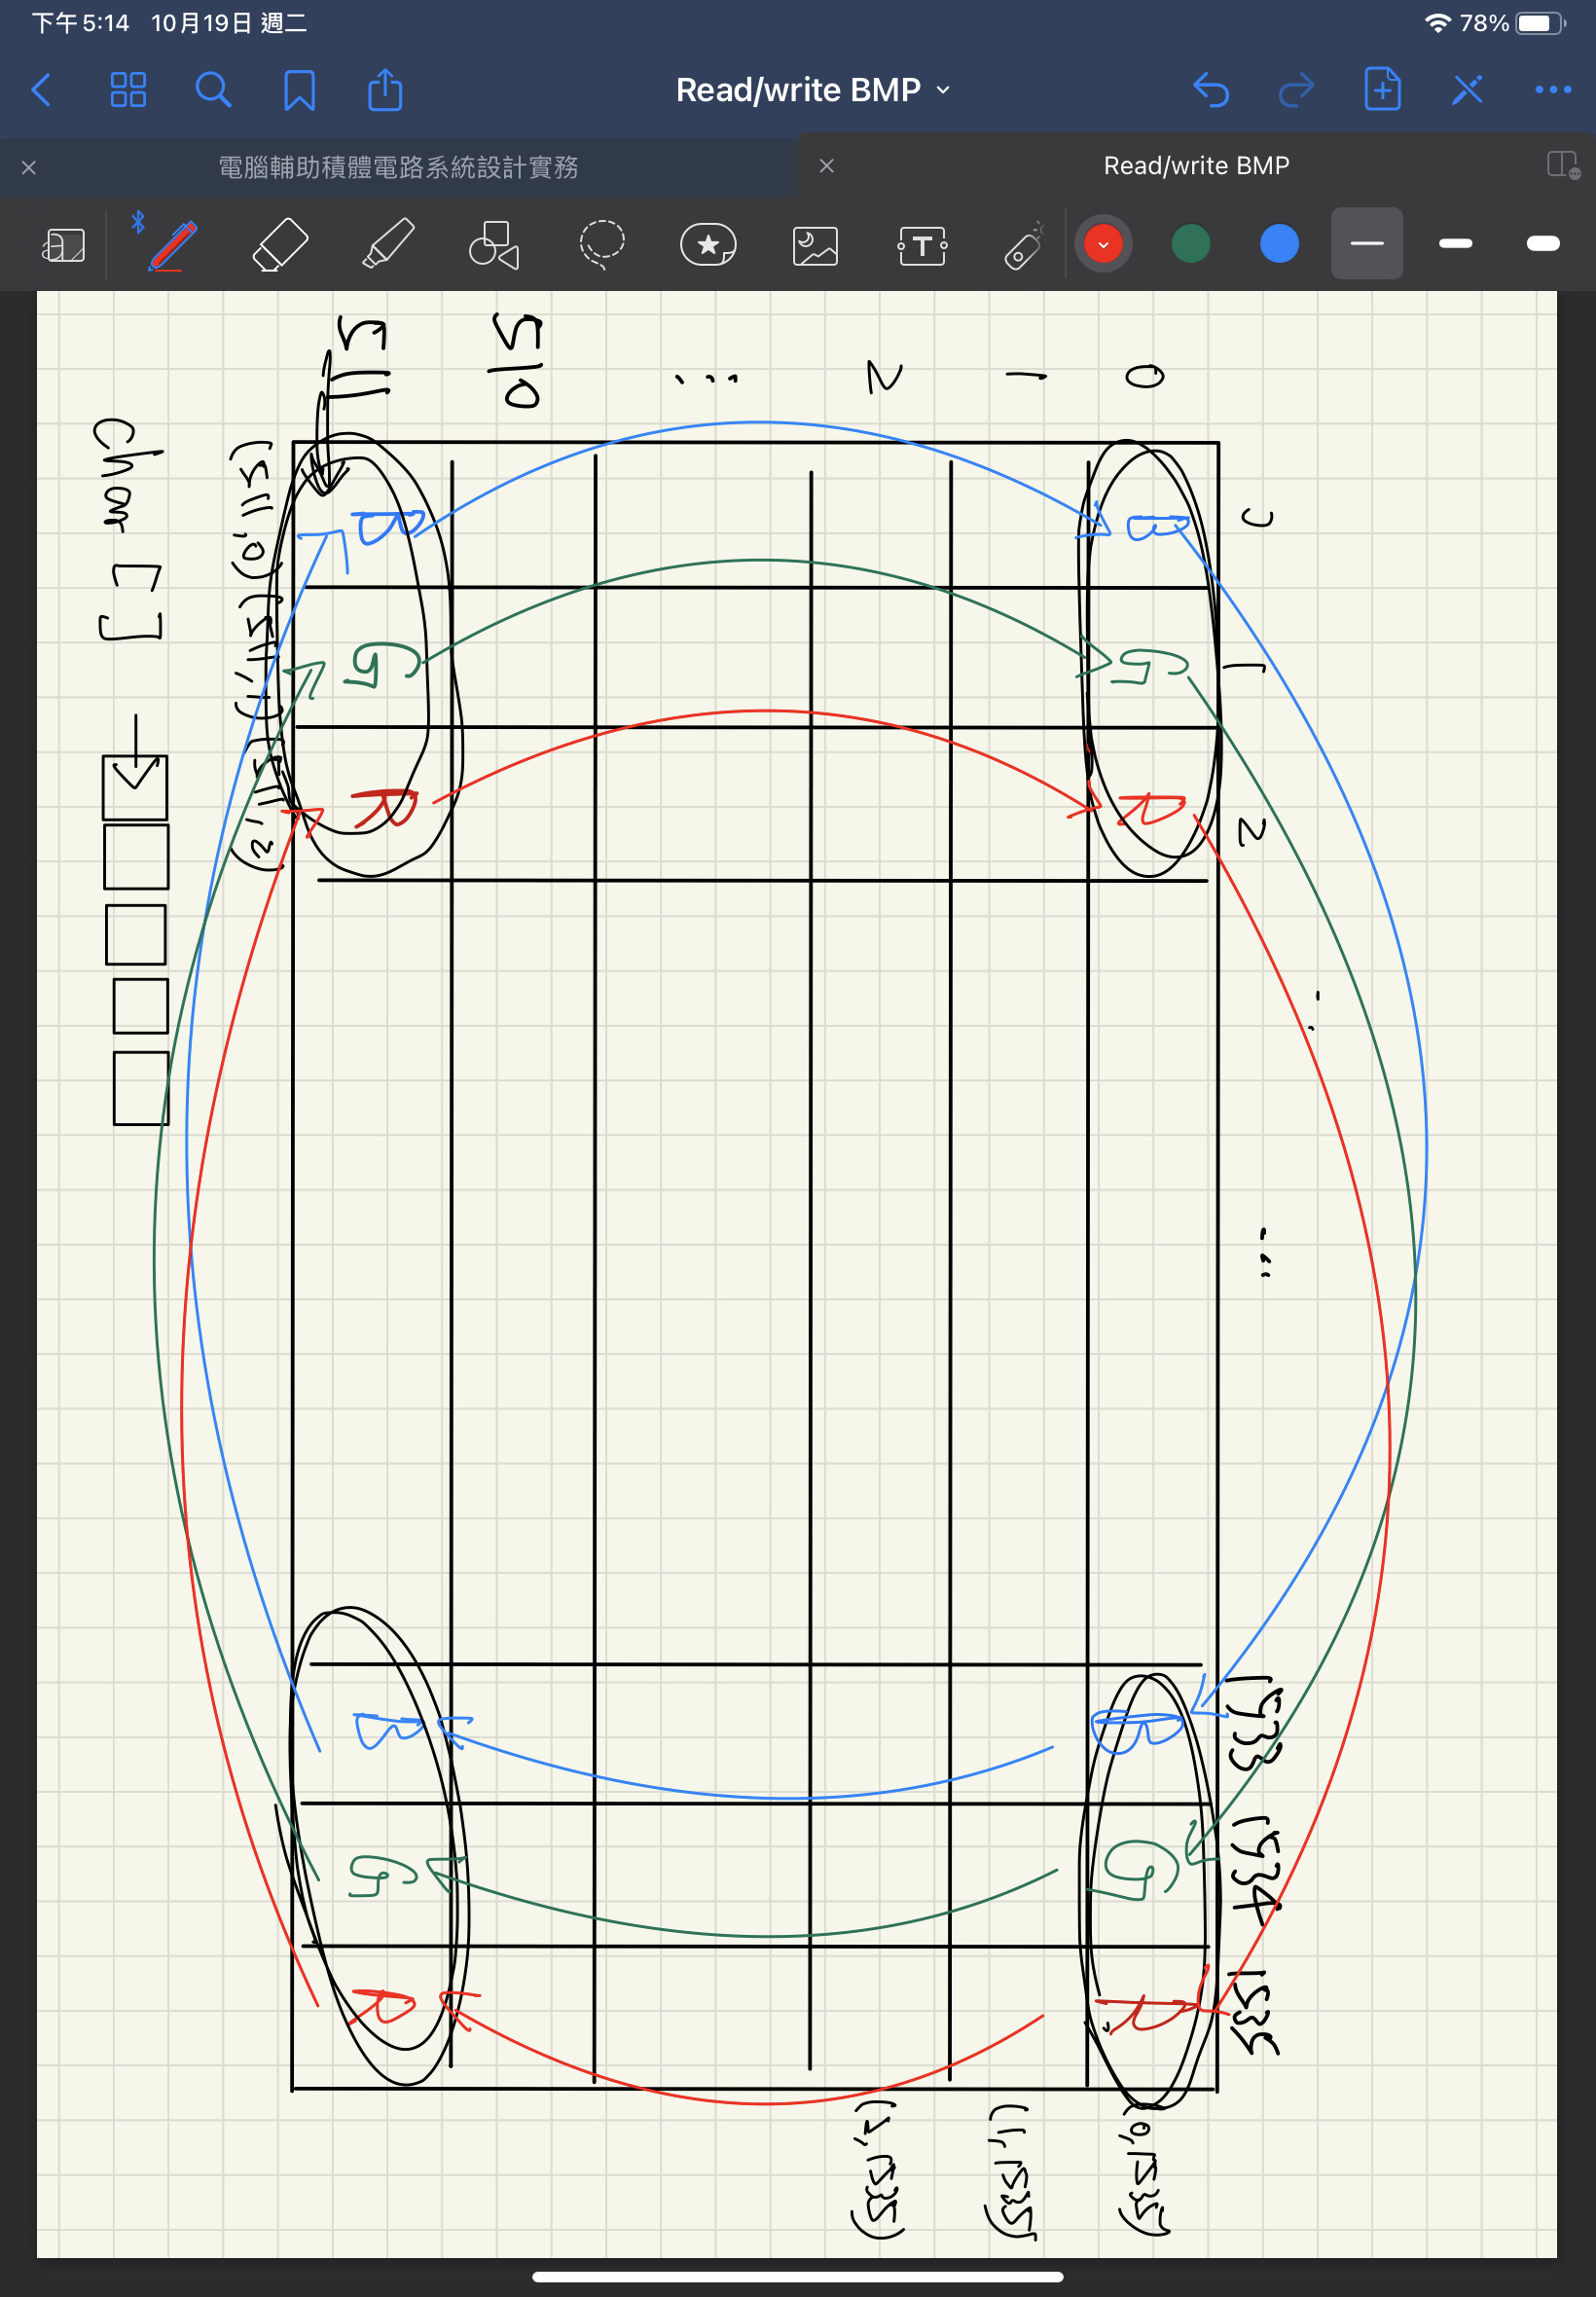 下午5:14 10月19日 週二
78%
Read/write BMP
電腦輔助積體電路系統設計實務
Read/write BMP
T
0 1 2 ... 1533 1534 1535
0
1
2
...
510
511
B G R
B G R
B G R
B G R
(0,1535)
(1,1535)
(2,1535)
(0,511) (1,511) (2,511)
Char []